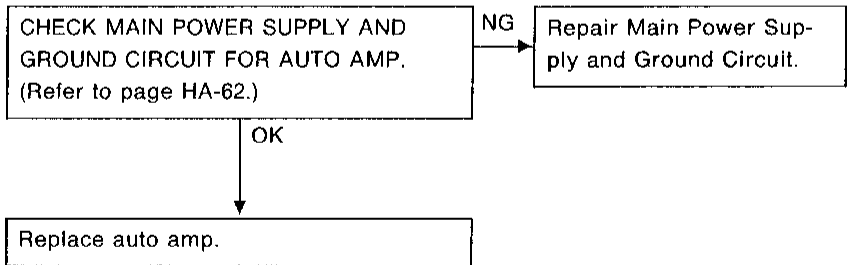 CHECK MAIN POWER SUPPLY AND
GROUND CIRCUIT FOR AUTO AMP.
(Refer to page HA-62.)
NG
Repair Main Power Sup-
ply and Ground Circuit.
OK
Replace auto amp.